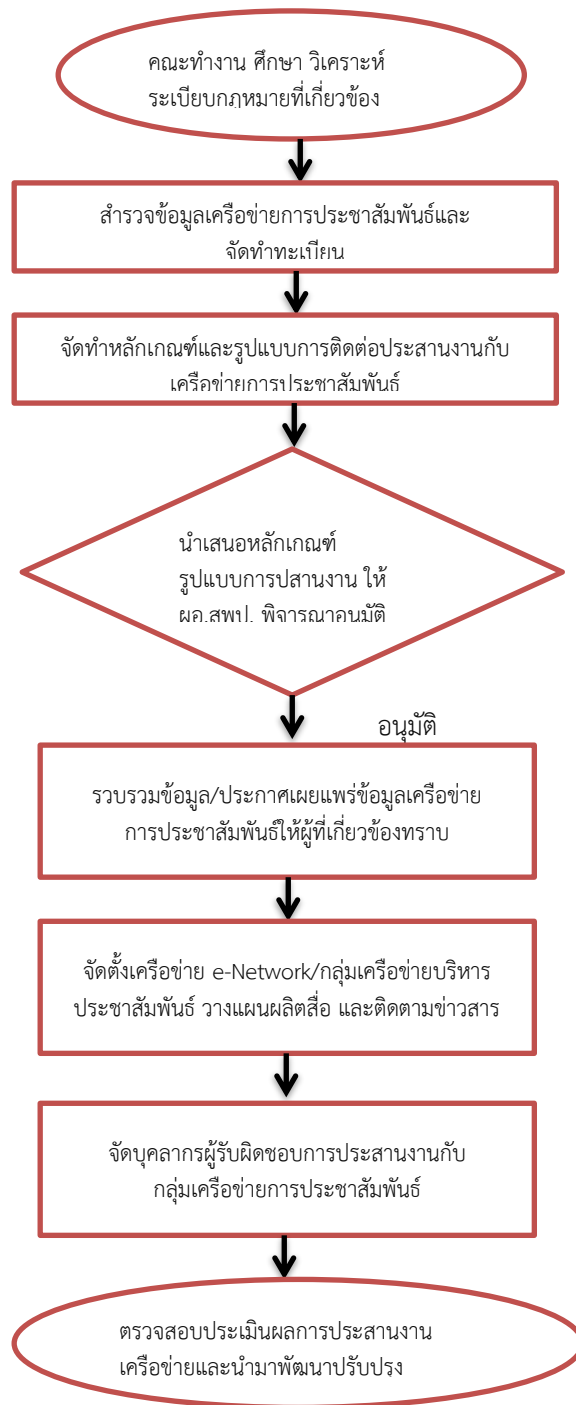 คณะทำงาน ศึกษา วิเคราะห์
ระเบียบกฎหมายที่เกี่ยวข้อง
สำรวจข้อมูลเครือข่ายการประชาสัมพันธ์และ
จัดทำทะเบียน
จัดทำหลักเกณฑ์และรูปแบบการติดต่อประสานงานกับ
เครือข่ายการประชาสัมพันธ์
นำเสนอหลักเกณฑ์
รูปแบบการปสานงาน ให้
ผอ.สพป. พิจารณาอนุมัติ
อนุมัติ
รวบรวมข้อมูล/ประกาศเผยแพร่ข้อมูลเครือข่าย
การประชาสัมพันธ์ให้ผู้ที่เกี่ยวข้องทราบ
จัดตั้งเครือข่าย e-Network/กลุ่มเครือข่ายบริหาร
ประชาสัมพันธ์ วางแผนผลิตสื่อ และติดตามข่าวสาร
จัดบุคลากรผู้รับผิดชอบการประสานงานกับ
กลุ่มเครือข่ายการประชาสัมพันธ์
ตรวจสอบประเมินผลการประสานงาน
เครือข่ายและนำมาพัฒนาปรับปรุง